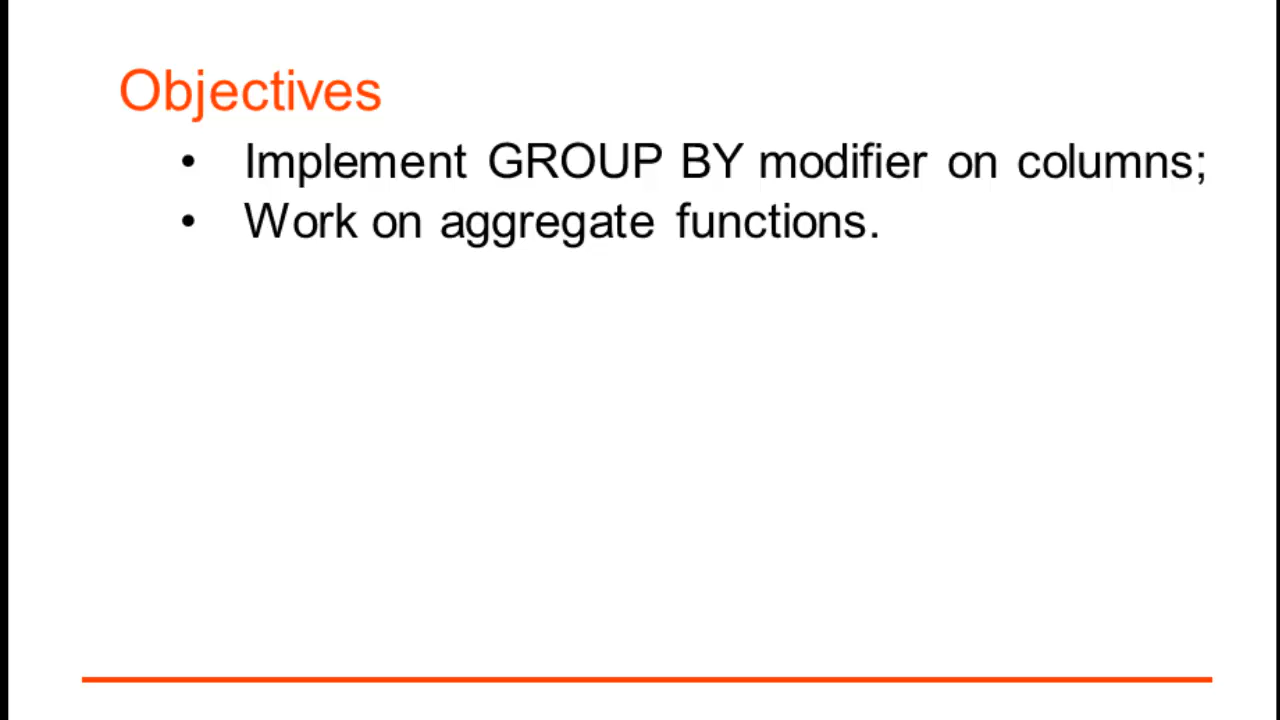 Objectives
• Implement GROUP BY modifier on columns;
• Work on aggregate functions.